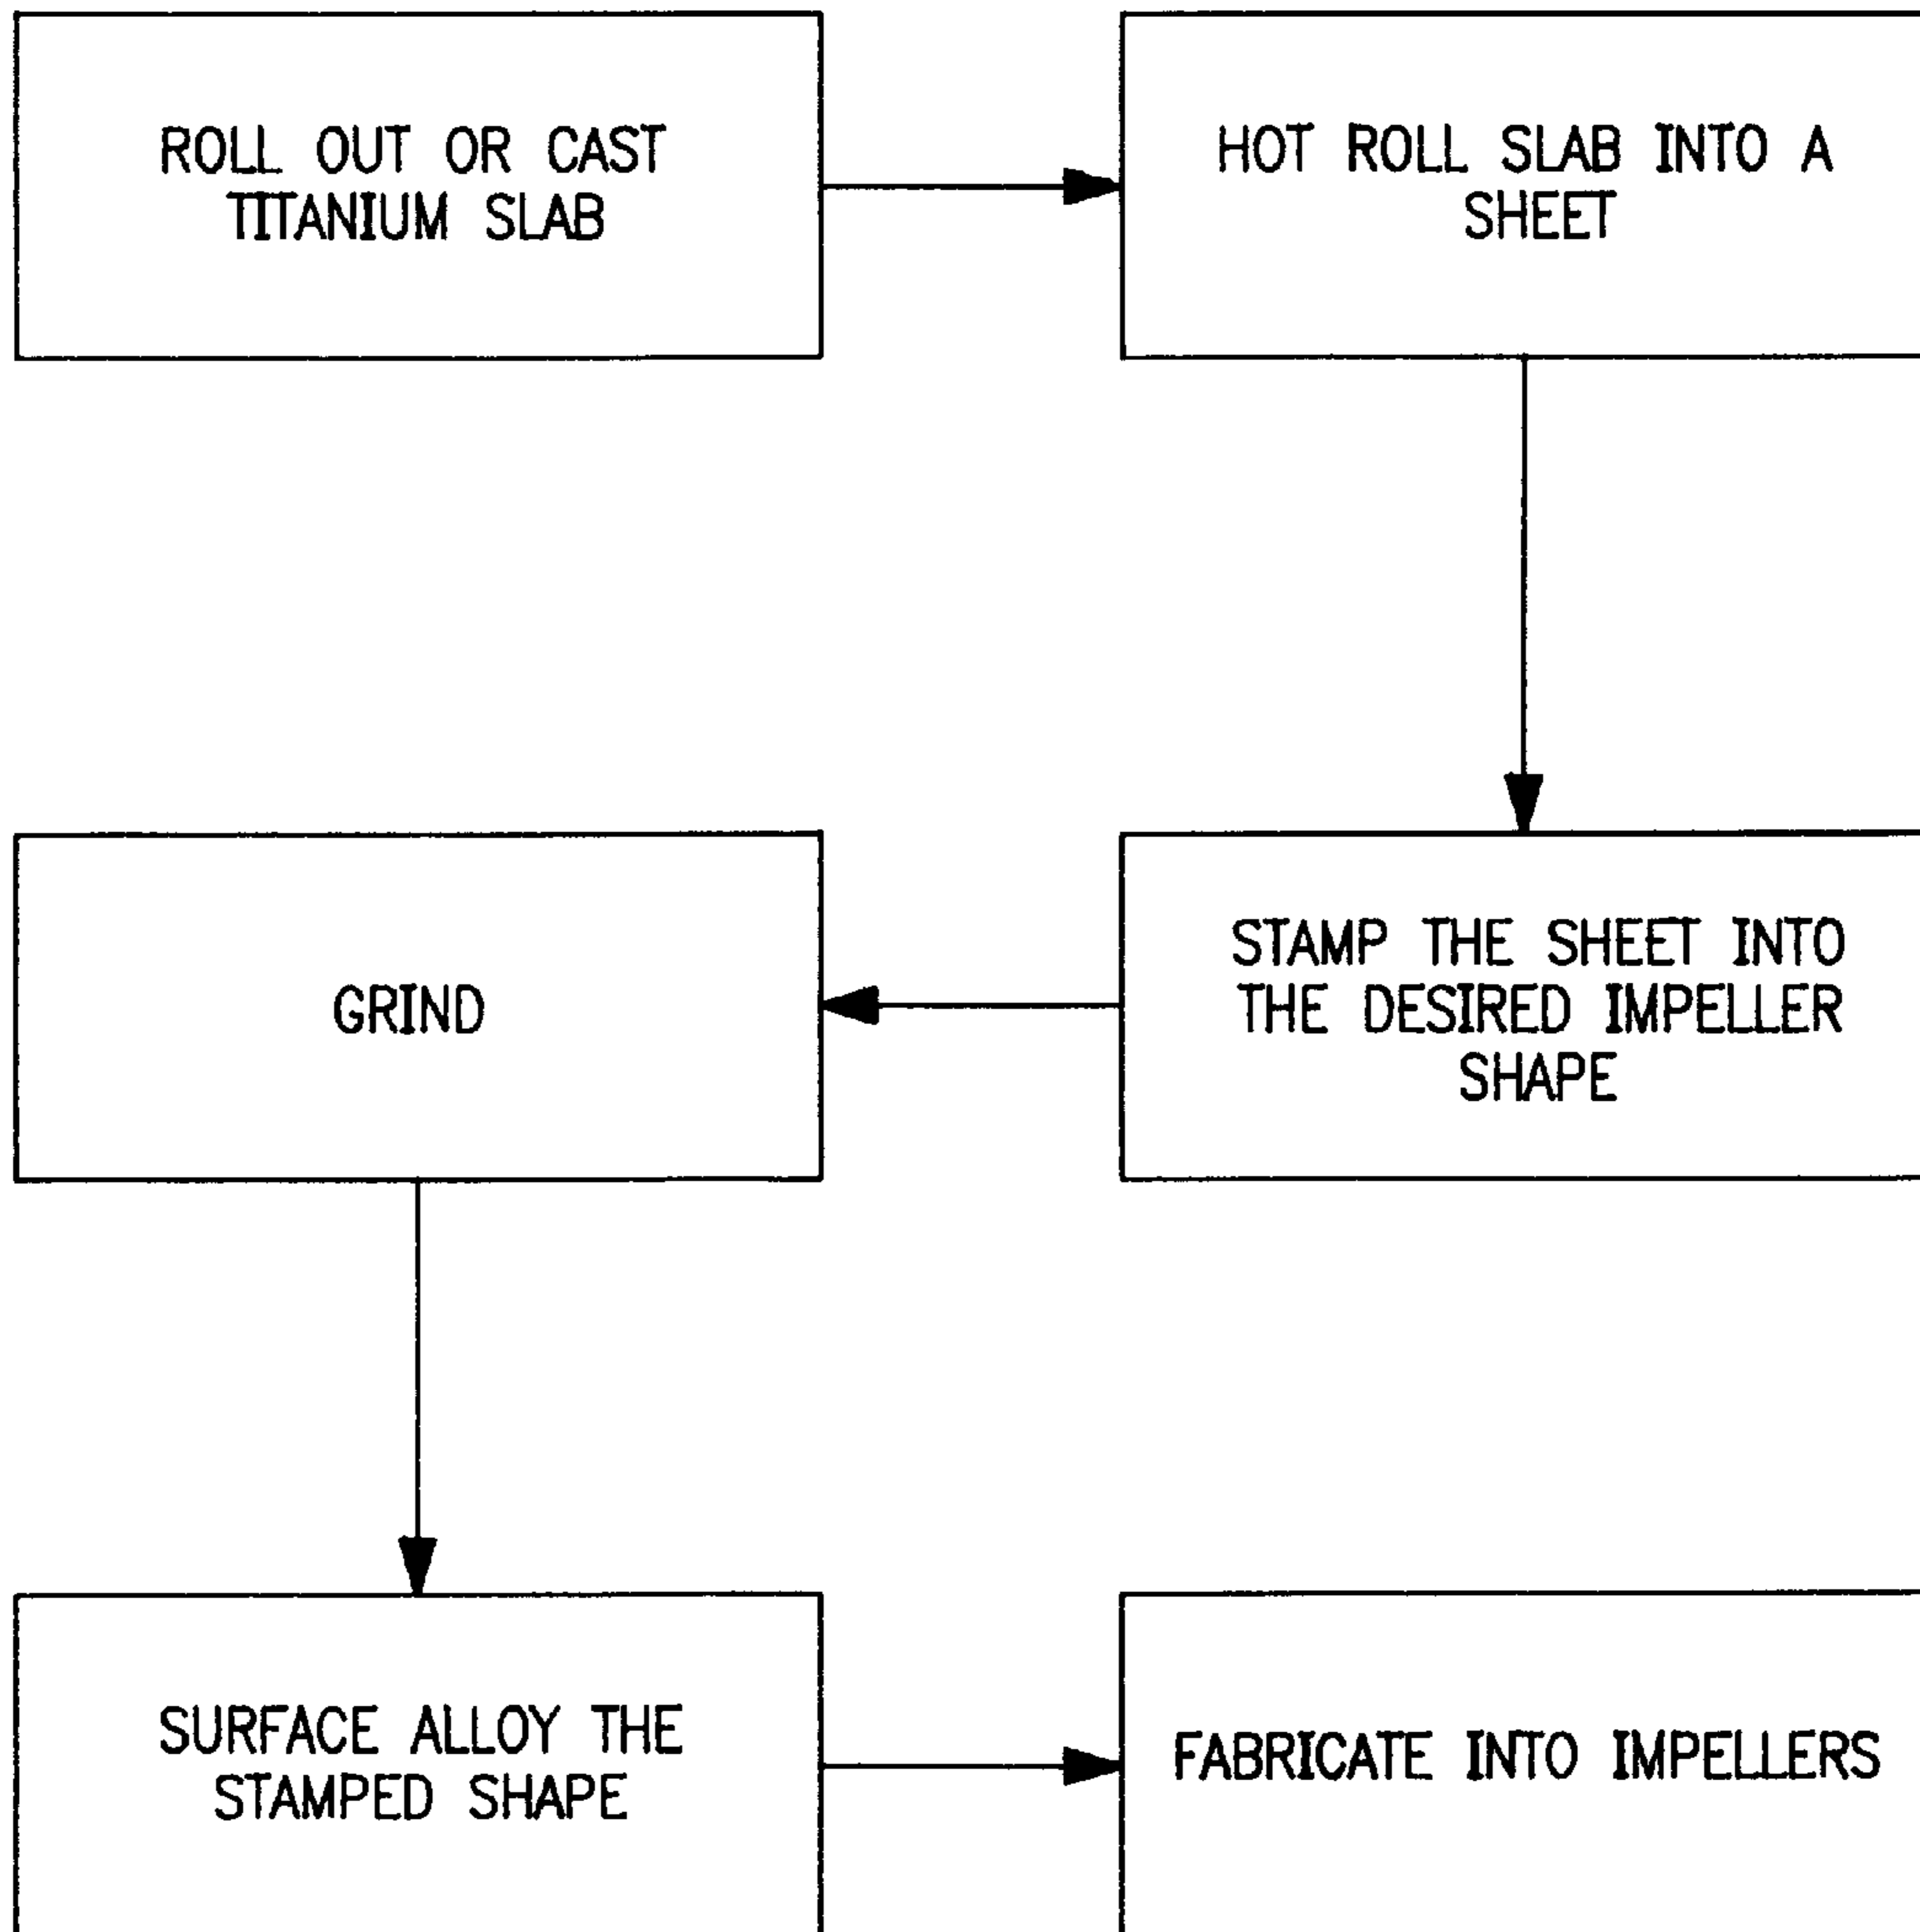 ROLL OUT OR CAST
TITANIUM SLAB
HOT ROLL SLAB INTO A
SHEET
STAMP THE SHEET INTO
THE DESIRED IMPELLER
SHAPE
GRIND
SURFACE ALLOY THE
STAMPED SHAPE
FABRICATE INTO IMPELLERS